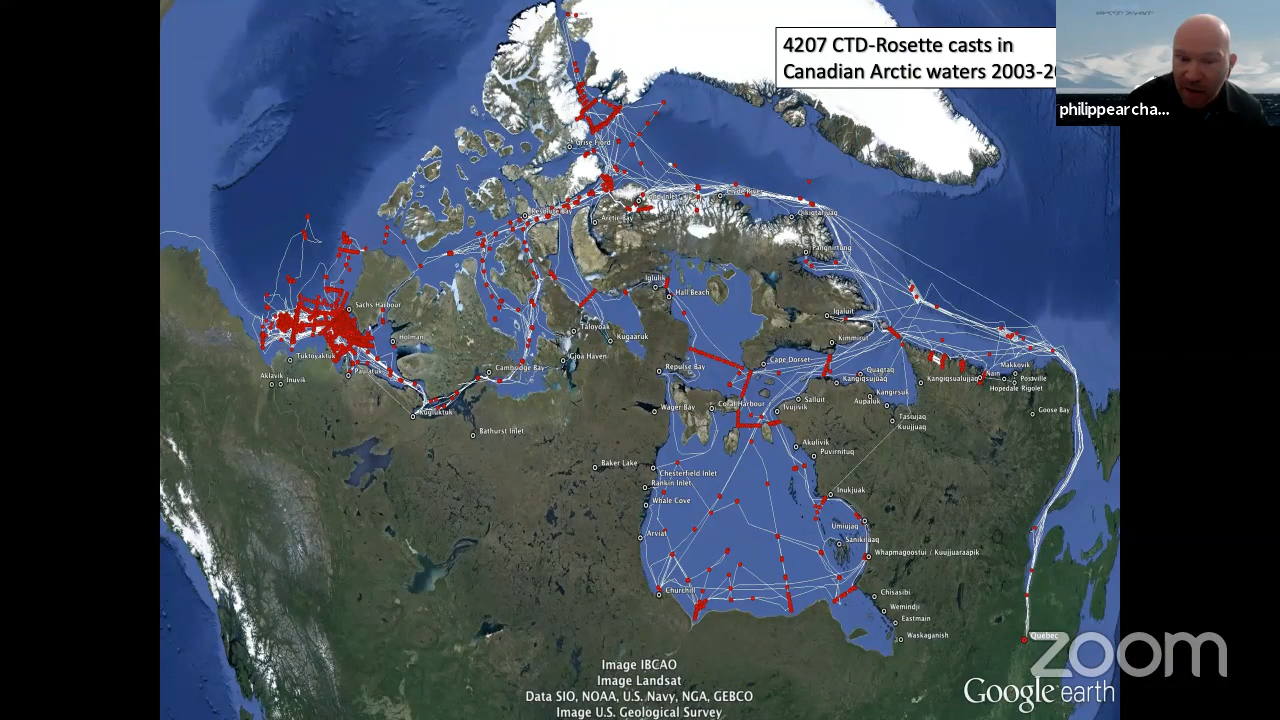 4207 CTD-Rosette casts in
Canadian Arctic waters 2003-2
philippearcha...
Grise Fiord
Resolute Bay
Arctic Bay
Clyde River
Qikiqtarjuaq
Pangnirtung
Iglulik
Hall Beach
Sachs Harbour
Holman
Taloyoak
Kugaaruk
Iqaluit
Kimmirut
Tuktoyaktuk
Aklavik
Inuvik
Paulatuk
Gjoa Haven
Cambridge Bay
Kugluktuk
Bathurst Inlet
Repulse Bay
Cape Dorset
Quaqtaq
Kangiqsujuaq
Kangirsuk
Aupaluk
Kangiqsualujjaq
Nain
Makkovik
Postville
Hopedale
Rigolet
Goose Bay
Wager Bay
Coral Harbour
Salluit
Ivujivik
Tasiujaq
Kuujjuaq
Akulivik
Puvirnituq
Baker Lake
Chesterfield Inlet
Rankin Inlet
Whale Cove
Inukjuak
Arviat
Umiujaq
Sanikiluaq
Whapmagoostui / Kuujjuaraapik
Churchill
Chisasibi
Wemindji
Eastmain
Waskaganish
Quebec
Image IBCAO
Image Landsat
Data SIO, NOAA, U.S. Navy, NGA, GEBCO
Image U.S. Geological Survey
zoom
Google earth